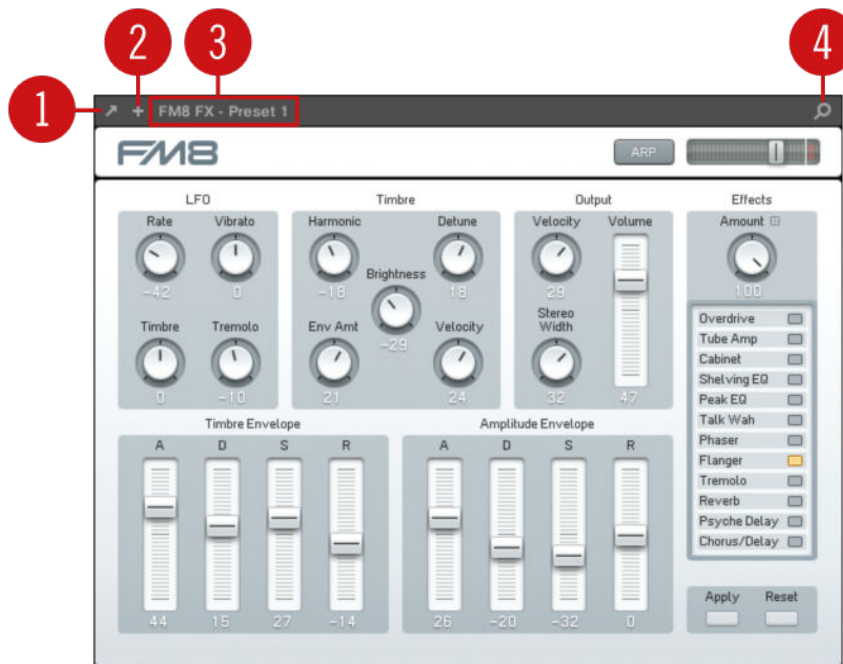 2 3 4
1 + FM8 FX - Preset 1
FM8 ARP
LFO Timbre Output Effects
Rate Vibrato Harmonic Detune Velocity Volume Amount
-42 0 -18 Brightness 18 29 100
Timbre Tremolo Env Amt -29 Velocity Stereo Width
0 -10 21 24 32 47
Overdrive
Tube Amp
Cabinet
Shelving EQ
Peak EQ
Talk Wah
Phaser
Flanger
Tremolo
Reverb
Psyche Delay
Chorus/Delay
Timbre Envelope Amplitude Envelope
A D S R A D S R
44 15 27 -14 26 -20 -32 0
Apply Reset